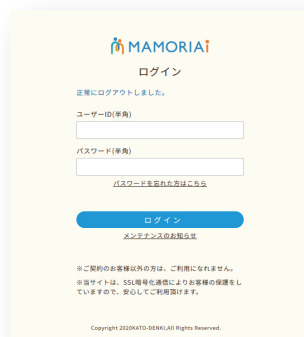 MAMORIAi
ログイン
正常にログアウトしました。
ユーザーID(半角)
パスワード(半角)
パスワードを忘れた方はこちら
ログイン
メンテナンスのお知らせ
※ご契約のお客様以外の方は、ご利用になれません。
※当サイトは、SSL暗号化通信によりお客様の保護をし
ていますので、安心してご利用頂けます。
Copyright 2020KATO-DENKI,All Rights Reserved.